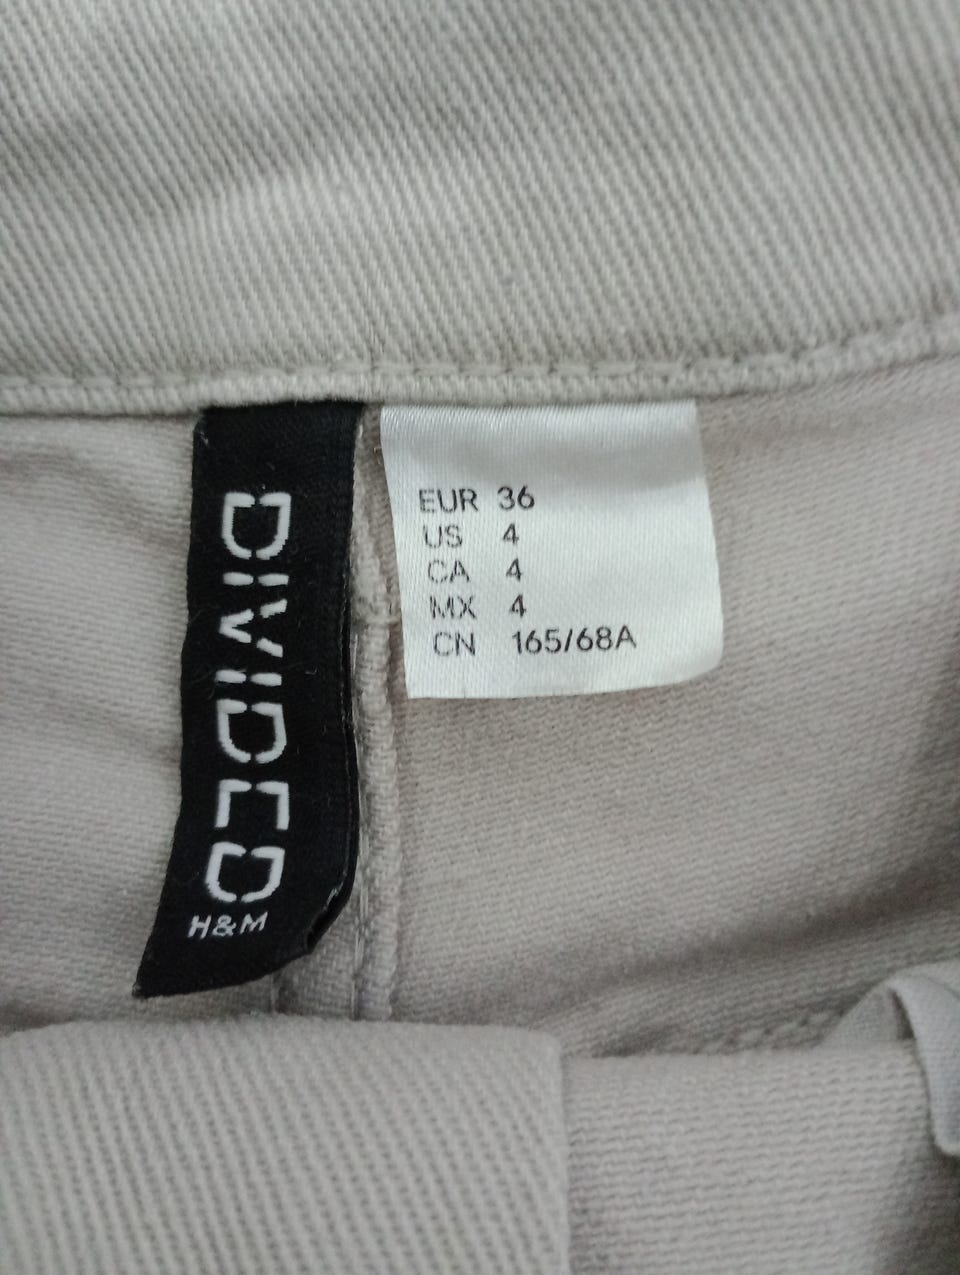 DIVIDED
H&M
EUR 36
US 4
CA 4
MX 4
CN 165/68A